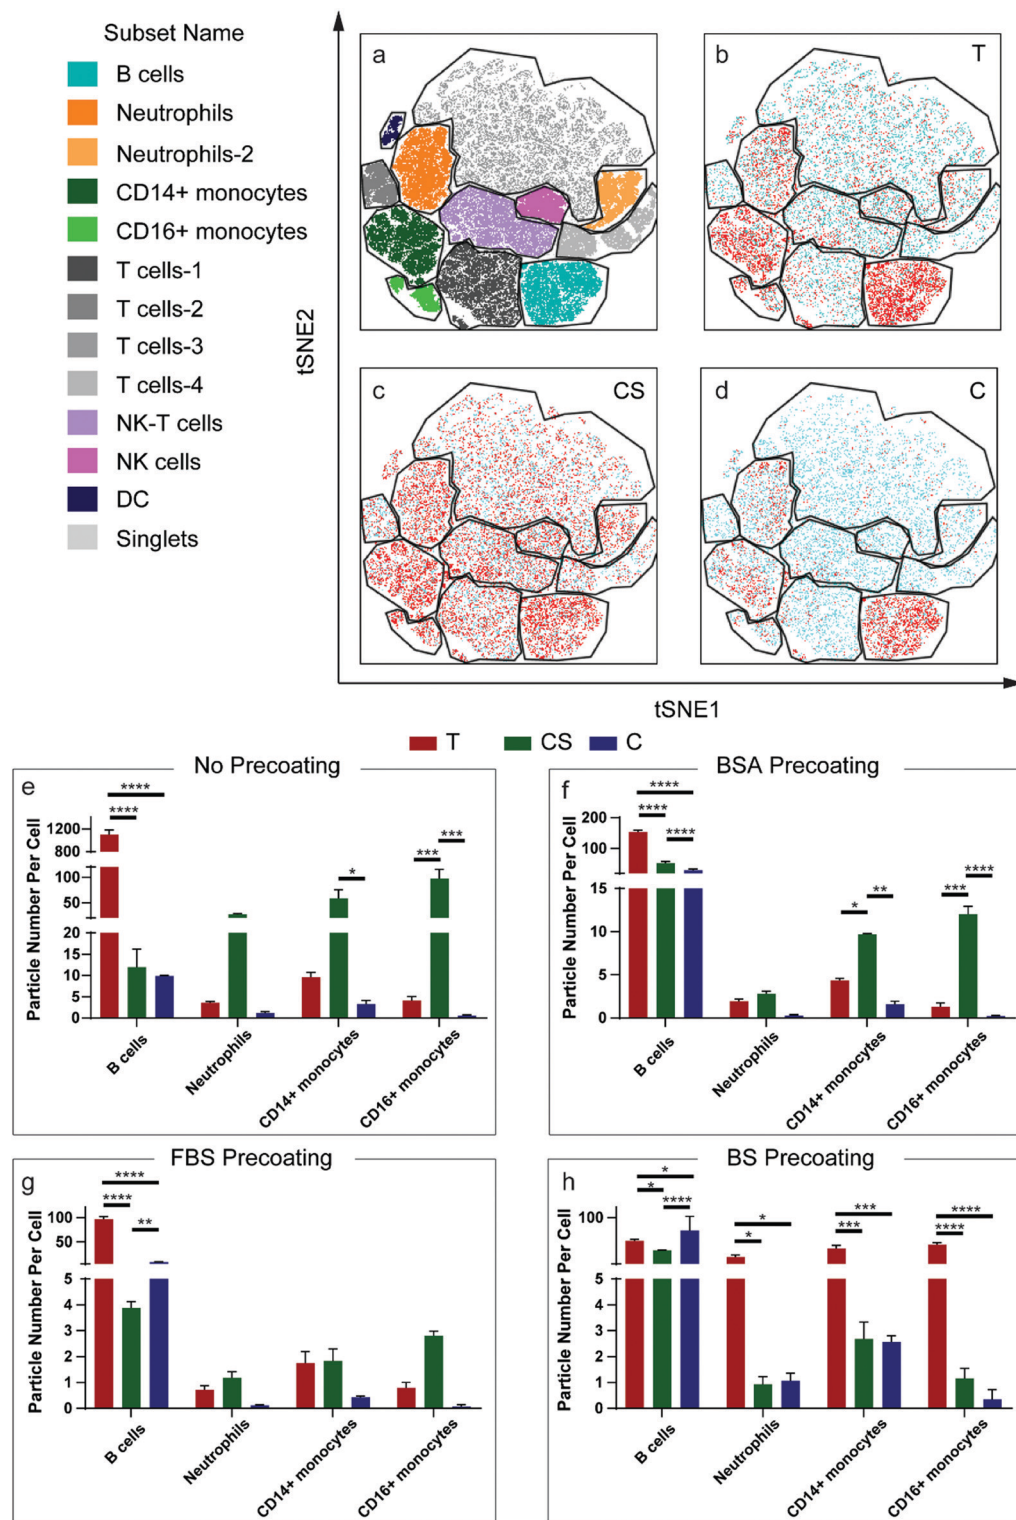 Subset Name
B cells
Neutrophils
Neutrophils-2
CD14+ monocytes
CD16+ monocytes
T cells-1
T cells-2
T cells-3
T cells-4
NK-T cells
NK cells
DC
Singlets
tSNE2
a
b T
c CS
d C
tSNE1
T CS C
e No Precoating
Particle Number Per Cell
1200
800
100
50
20
15
10
5
0
****
****
*
***
***
B cells
Neutrophils
CD14+ monocytes
CD16+ monocytes
f BSA Precoating
Particle Number Per Cell
200
100
15
10
5
0
****
****
****
*
**
***
****
B cells
Neutrophils
CD14+ monocytes
CD16+ monocytes
g FBS Precoating
Particle Number Per Cell
100
50
5
4
3
2
1
0
****
****
**
B cells
Neutrophils
CD14+ monocytes
CD16+ monocytes
h BS Precoating
Particle Number Per Cell
100
5
4
3
2
1
0
*
*
****
*
*
***
***
****
****
B cells
Neutrophils
CD14+ monocytes
CD16+ monocytes